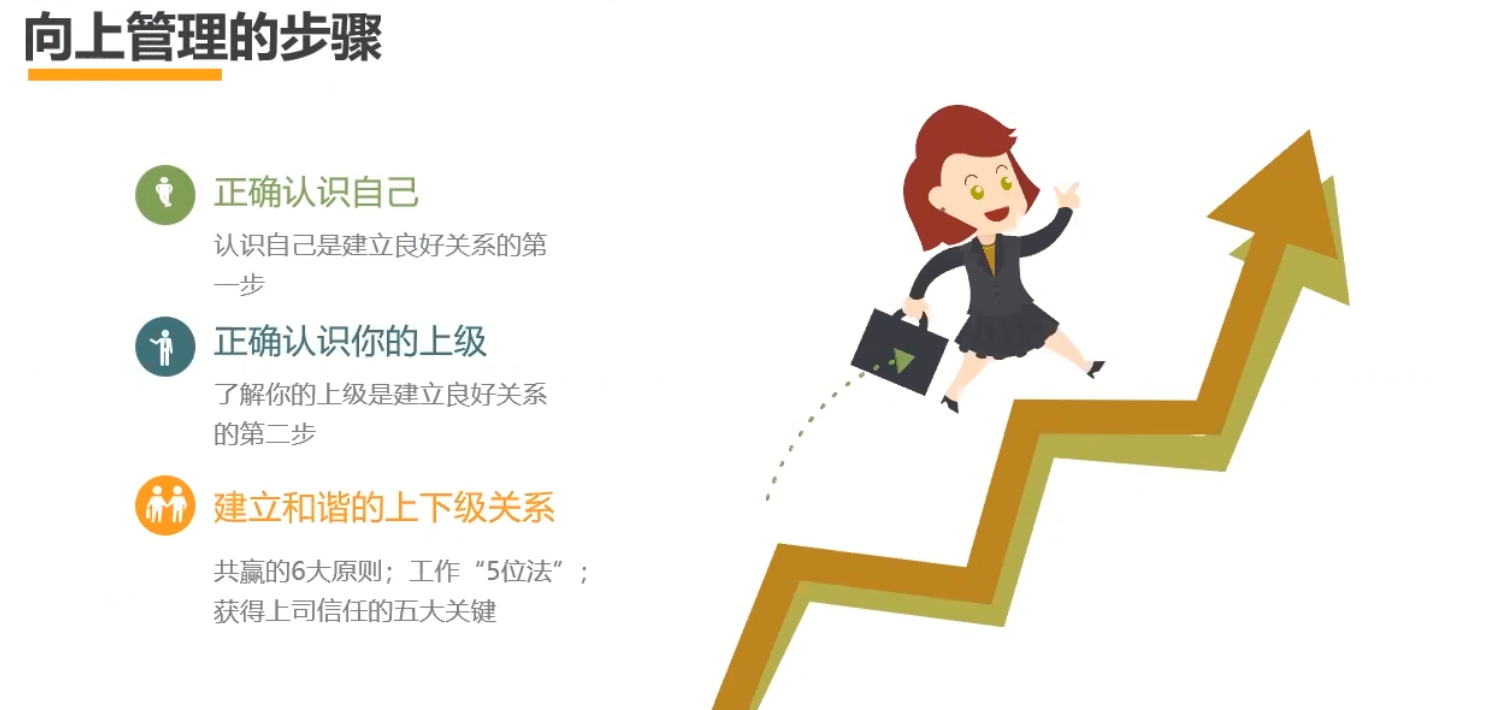 向上管理的步骤
正确认识自己
认识自己是建立良好关系的第
一步
正确认识你的上级
了解你的上级是建立良好关系
的第二步
建立和谐的上下级关系
共赢的6大原则；工作“5位法”；
获得上司信任的五大关键